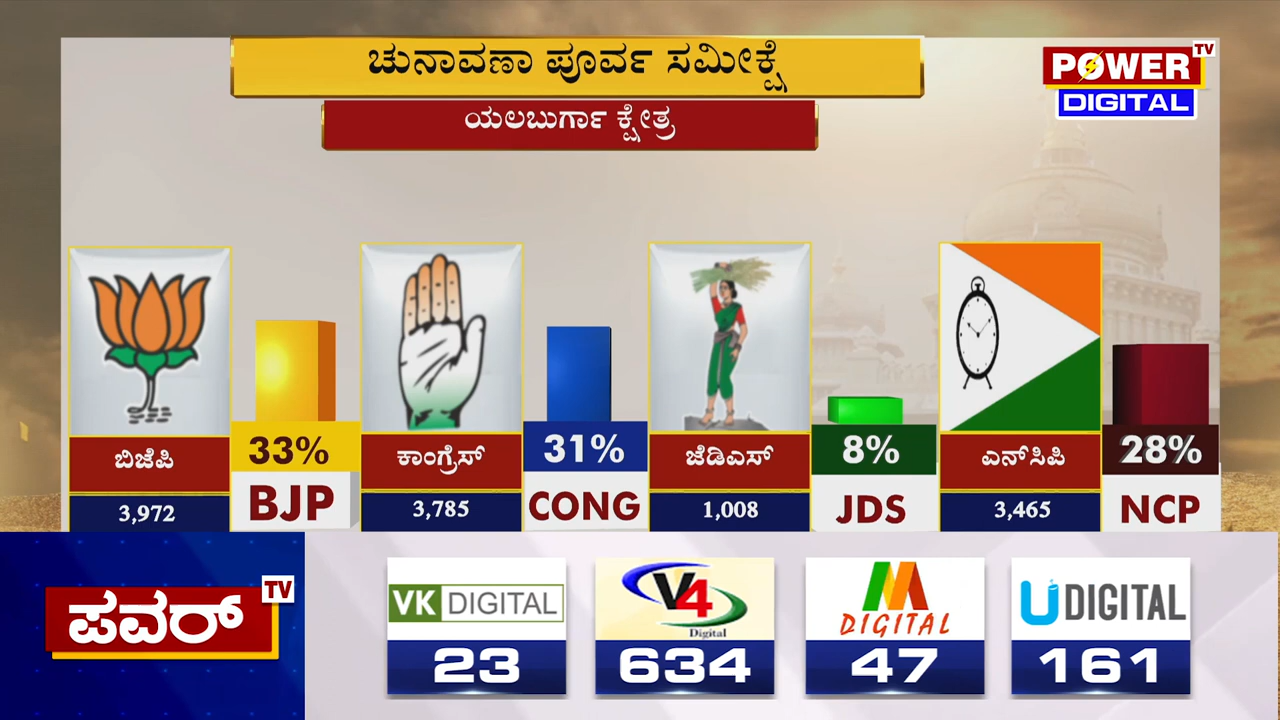 ಚುನಾವಣಾ ಪೂರ್ವ ಸಮೀಕ್ಷೆ
ಯಲಬುರ್ಗಾ ಕ್ಷೇತ್ರ
POWER TV
DIGITAL
ಬಿಜೆಪಿ
3,972
33%
BJP
ಕಾಂಗ್ರೆಸ್
3,785
31%
CONG
ಜೆಡಿಎಸ್
1,008
8%
JDS
ಎನ್‌ಸಿಪಿ
3,465
28%
NCP
ಪವರ್ TV
VK DIGITAL
23
V4
Digital
634
M
DIGITAL
47
U DIGITAL
161